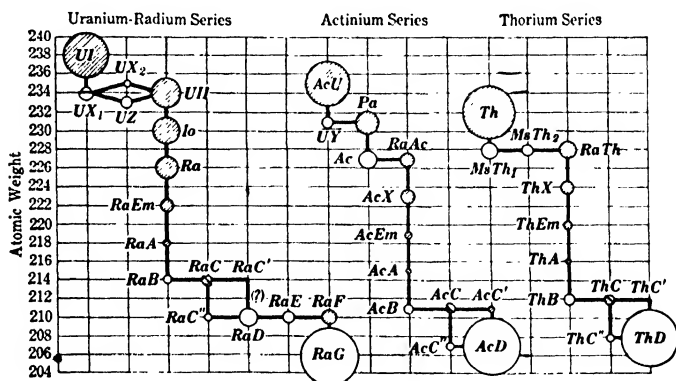 Uranium-Radium Series Actinium Series Thorium Series
Atomic Weight
240
238
236
234
232
230
228
226
224
222
220
218
216
214
212
210
208
206
204
UI
UX₂
UX₁
UZ
UII
Io
Ra
RaEm
RaA
RaB
RaC
RaC'
(?)
RaC"
RaD
RaE
RaF
RaG
AcU
UY
Pa
Ac
RaAc
AcX
AcEm
AcA
AcB
AcC
AcC'
AcC"
AcD
Th
MsTh₂
MsTh₁
RaTh
ThX
ThEm
ThA
ThB
ThC
ThC'
ThC"
ThD